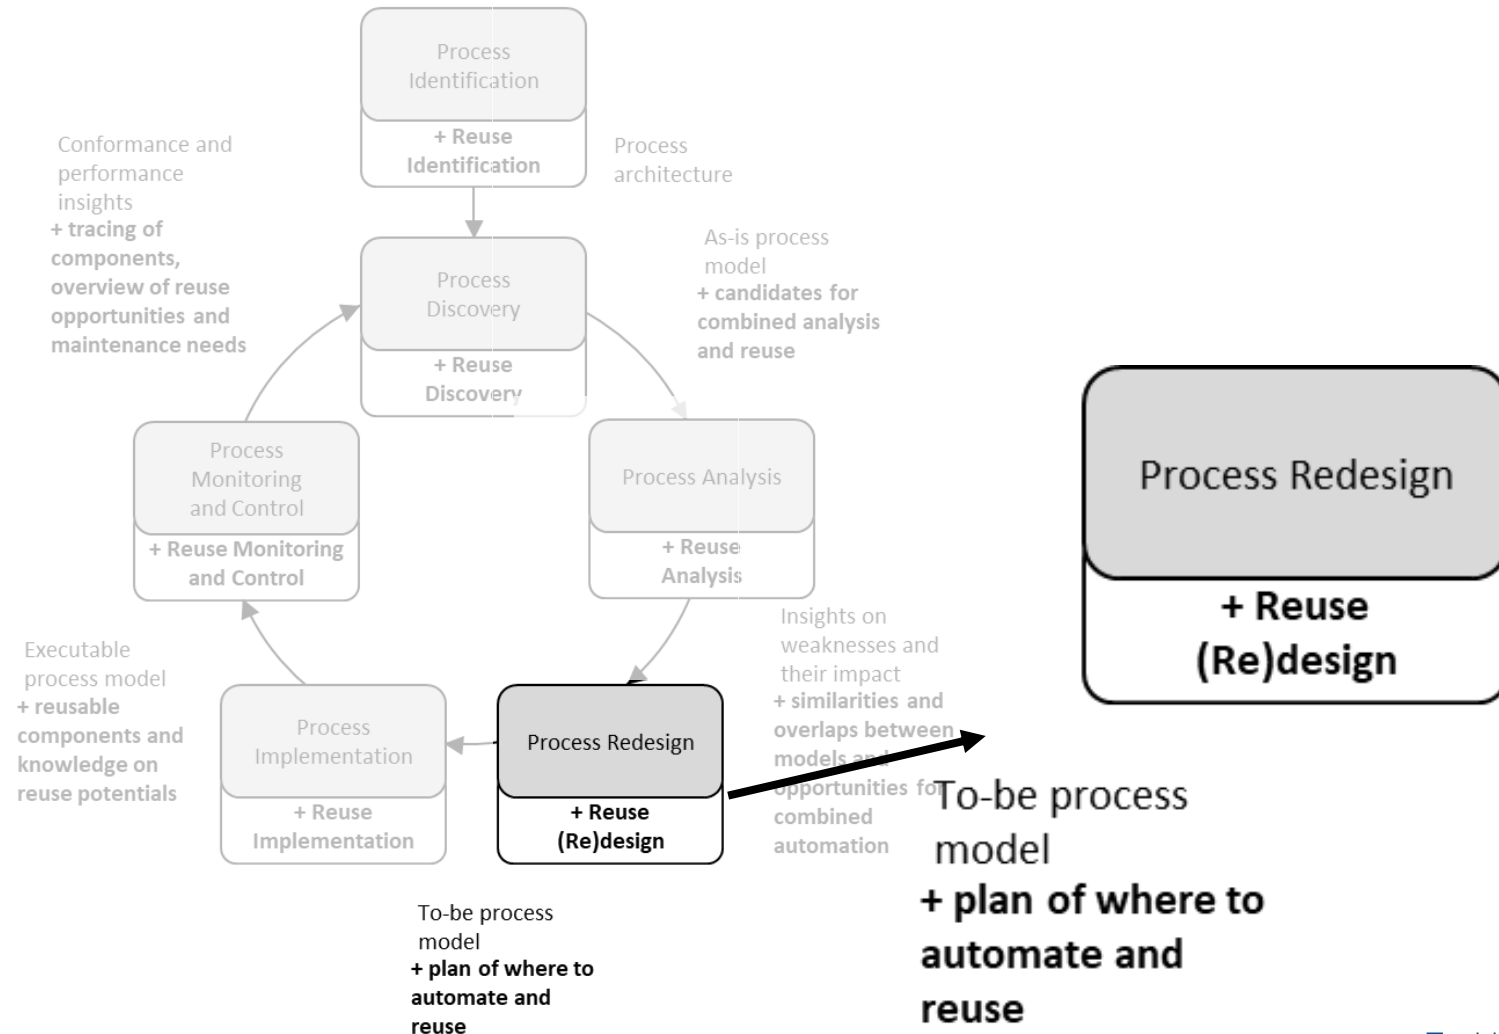 Process
Identification
+ Reuse
Identification
Process
architecture
Conformance and
performance
insights
+ tracing of
components,
overview of reuse
opportunities and
maintenance needs
Process
Discovery
+ Reuse
Discovery
As-is process
model
+ candidates for
combined analysis
and reuse
Process
Monitoring
and Control
+ Reuse Monitoring
and Control
Process Analysis
+ Reuse
Analysis
Insights on
weaknesses and
their impact
+ similarities and
overlaps between
models and
opportunities for
combined
automation
Executable
process model
+ reusable
components and
knowledge on
reuse potentials
Process
Implementation
+ Reuse
Implementation
Process Redesign
+ Reuse
(Re)design
To-be process
model
+ plan of where to
automate and
reuse
Process Redesign
+ Reuse
(Re)design
To-be process
model
+ plan of where to
automate and
reuse